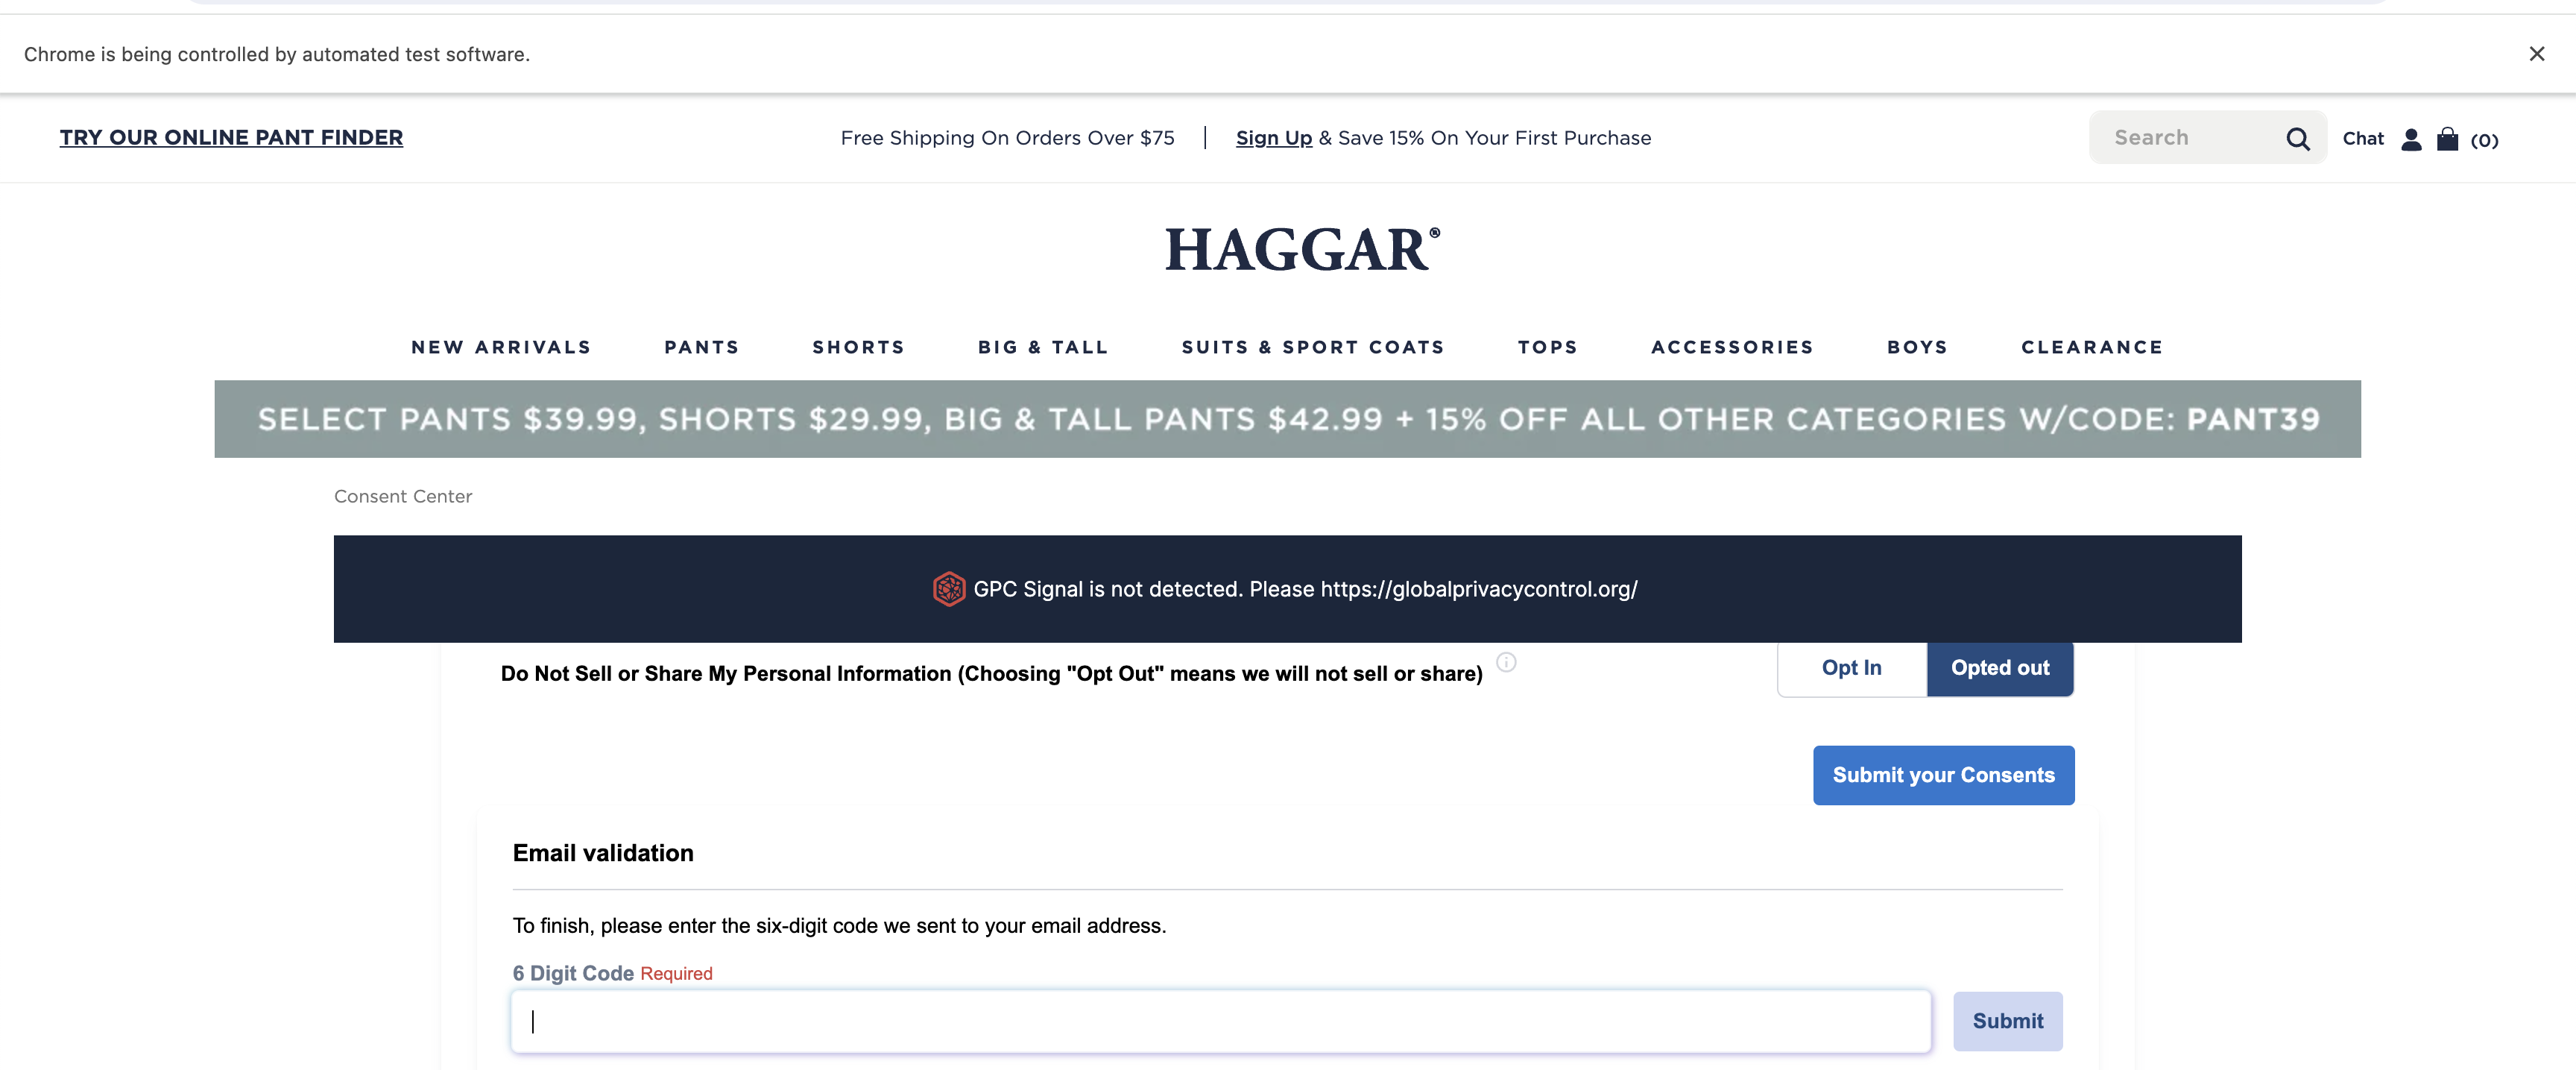 Chrome is being controlled by automated test software.
TRY OUR ONLINE PANT FINDER
Free Shipping On Orders Over $75 | Sign Up & Save 15% On Your First Purchase
Search
Chat
(0)
HAGGAR®
NEW ARRIVALS PANTS SHORTS BIG & TALL SUITS & SPORT COATS TOPS ACCESSORIES BOYS CLEARANCE
SELECT PANTS $39.99, SHORTS $29.99, BIG & TALL PANTS $42.99 + 15% OFF ALL OTHER CATEGORIES W/CODE: PANT39
Consent Center
GPC Signal is not detected. Please https://globalprivacycontrol.org/
Do Not Sell or Share My Personal Information (Choosing "Opt Out" means we will not sell or share)
Opt In
Opted out
Submit your Consents
Email validation
To finish, please enter the six-digit code we sent to your email address.
6 Digit Code Required
Submit